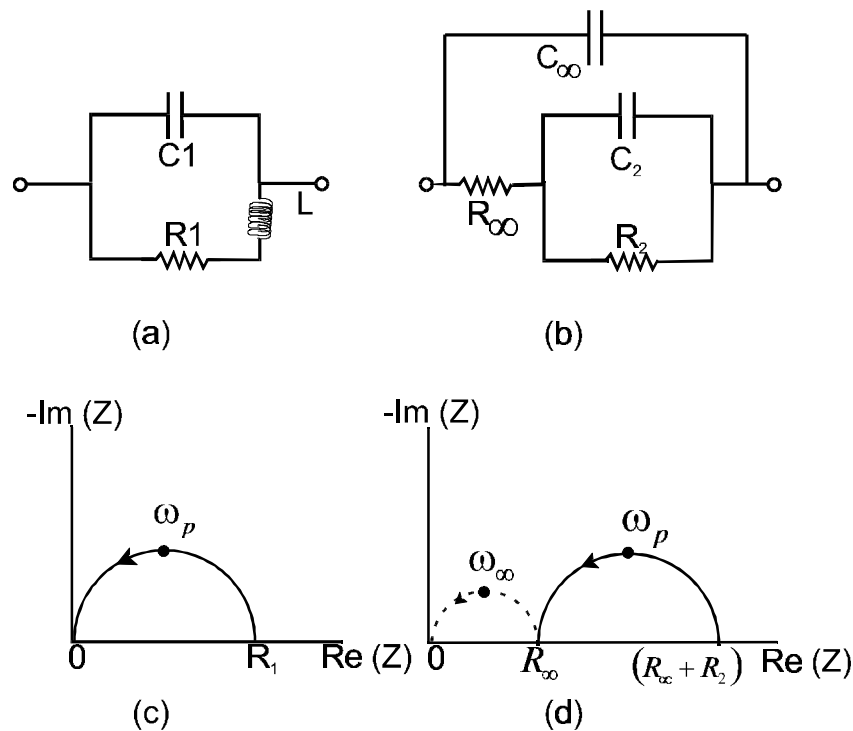 C∞
C1
C₂
L
R1
R∞
R₂
(a)
(b)
-Im (Z)
-Im (Z)
ωₚ
ωₚ
ω∞
0
R₁
Re (Z)
0
R∞
(R∞ + R₂)
Re (Z)
(c)
(d)